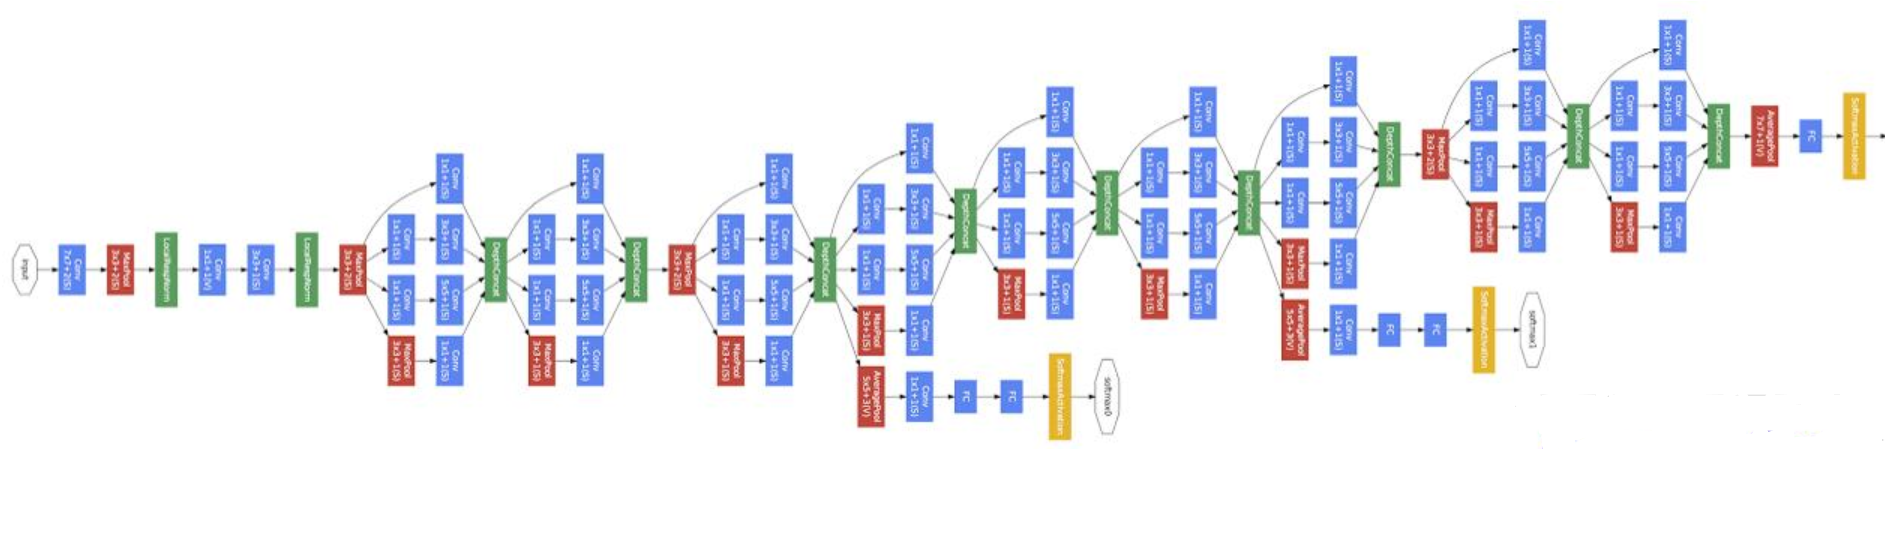 input
Conv
7x7+2(S)
MaxPool
3x3+2(S)
LocalRespNorm
Conv
1x1+1(V)
Conv
3x3+1(S)
LocalRespNorm
MaxPool
3x3+2(S)
Conv
1x1+1(S)
Conv
1x1+1(S)
MaxPool
3x3+1(S)
Conv
1x1+1(S)
Conv
3x3+1(S)
Conv
5x5+1(S)
Conv
1x1+1(S)
DepthConcat
Conv
1x1+1(S)
Conv
1x1+1(S)
MaxPool
3x3+1(S)
Conv
1x1+1(S)
Conv
3x3+1(S)
Conv
5x5+1(S)
Conv
1x1+1(S)
DepthConcat
MaxPool
3x3+2(S)
Conv
1x1+1(S)
Conv
1x1+1(S)
MaxPool
3x3+1(S)
Conv
1x1+1(S)
Conv
3x3+1(S)
Conv
5x5+1(S)
Conv
1x1+1(S)
DepthConcat
Conv
1x1+1(S)
Conv
1x1+1(S)
MaxPool
3x3+1(S)
AveragePool
5x5+3(V)
Conv
1x1+1(S)
Conv
3x3+1(S)
Conv
5x5+1(S)
Conv
1x1+1(S)
Conv
1x1+1(S)
DepthConcat
FC
FC
SoftmaxActivation
softmax0
Conv
1x1+1(S)
Conv
1x1+1(S)
MaxPool
3x3+1(S)
Conv
1x1+1(S)
Conv
3x3+1(S)
Conv
5x5+1(S)
Conv
1x1+1(S)
DepthConcat
Conv
1x1+1(S)
Conv
1x1+1(S)
MaxPool
3x3+1(S)
Conv
1x1+1(S)
Conv
3x3+1(S)
Conv
5x5+1(S)
Conv
1x1+1(S)
DepthConcat
Conv
1x1+1(S)
Conv
1x1+1(S)
MaxPool
3x3+1(S)
AveragePool
5x5+3(V)
Conv
1x1+1(S)
Conv
3x3+1(S)
Conv
5x5+1(S)
Conv
1x1+1(S)
Conv
1x1+1(S)
DepthConcat
FC
FC
SoftmaxActivation
softmax1
MaxPool
3x3+2(S)
Conv
1x1+1(S)
Conv
1x1+1(S)
MaxPool
3x3+1(S)
Conv
1x1+1(S)
Conv
3x3+1(S)
Conv
5x5+1(S)
Conv
1x1+1(S)
DepthConcat
Conv
1x1+1(S)
Conv
1x1+1(S)
MaxPool
3x3+1(S)
Conv
1x1+1(S)
Conv
3x3+1(S)
Conv
5x5+1(S)
Conv
1x1+1(S)
DepthConcat
AveragePool
7x7+1(V)
FC
SoftmaxActivation